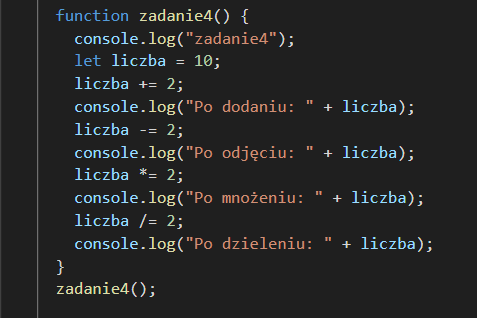 function zadanie4() {
console.log("zadanie4");
let liczba = 10;
liczba += 2;
console.log("Po dodaniu: " + liczba);
liczba -= 2;
console.log("Po odjęciu: " + liczba);
liczba *= 2;
console.log("Po mnożeniu: " + liczba);
liczba /= 2;
console.log("Po dzieleniu: " + liczba);
}
zadanie4();